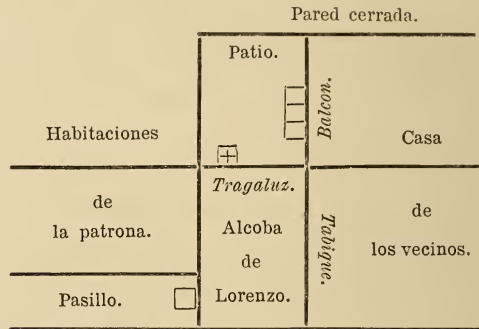 Pared cerrada.
Patio.
Balcon.
Habitaciones
Casa
Tragaluz.
de
la patrona.
Alcoba
de
Lorenzo.
Tabique.
de
los vecinos.
Pasillo.